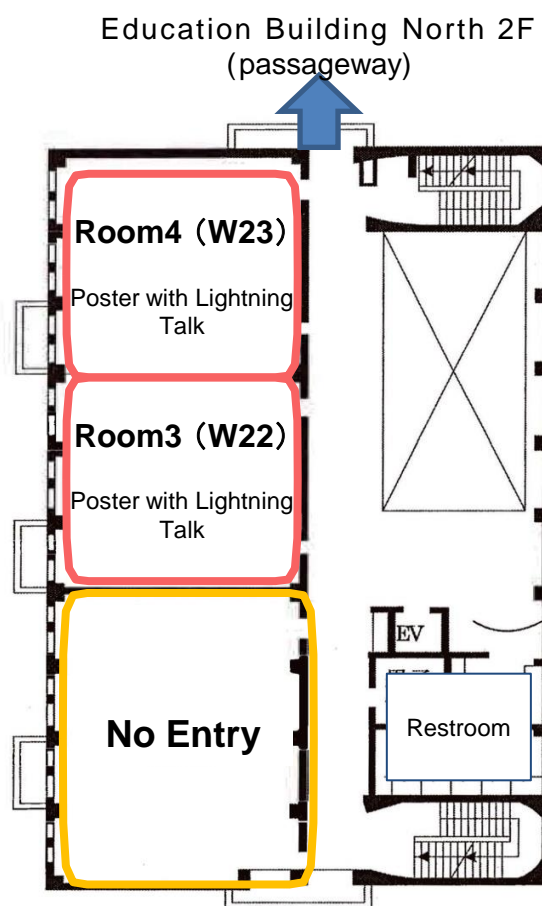 Education Building North 2F
(passageway)
Room4（W23）
Poster with Lightning
Talk
Room3（W22）
Poster with Lightning
Talk
EV
No Entry
Restroom